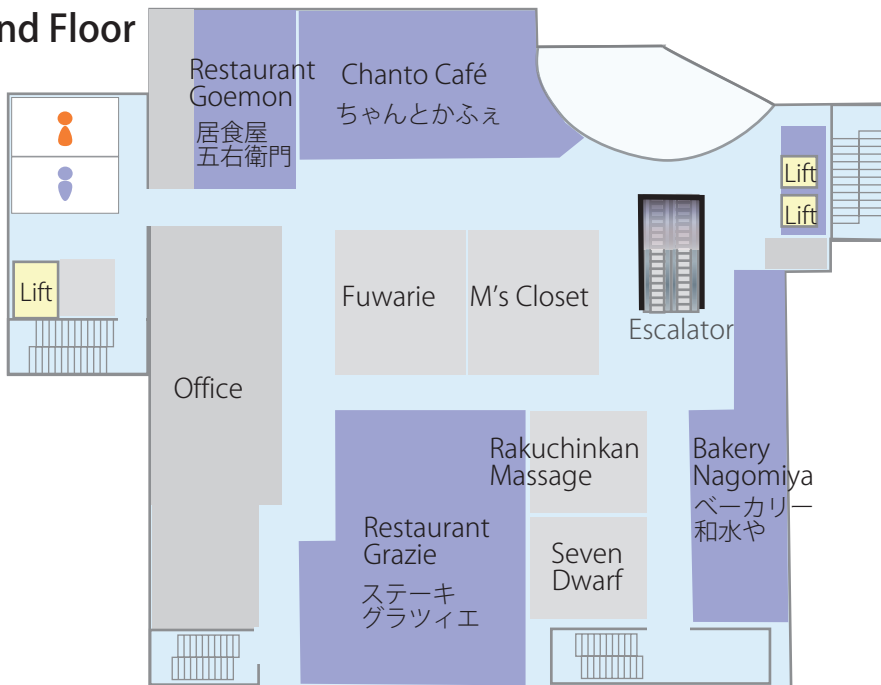 nd Floor
Restaurant
Goemon
居食屋
五右衛門
Chanto Café
ちゃんとかふぇ
Lift
Lift
Lift
Fuwarie
M's Closet
Escalator
Office
Rakuchinkan
Massage
Bakery
Nagomiya
ベーカリー
和水や
Restaurant
Grazie
ステーキ
グラツィエ
Seven
Dwarf